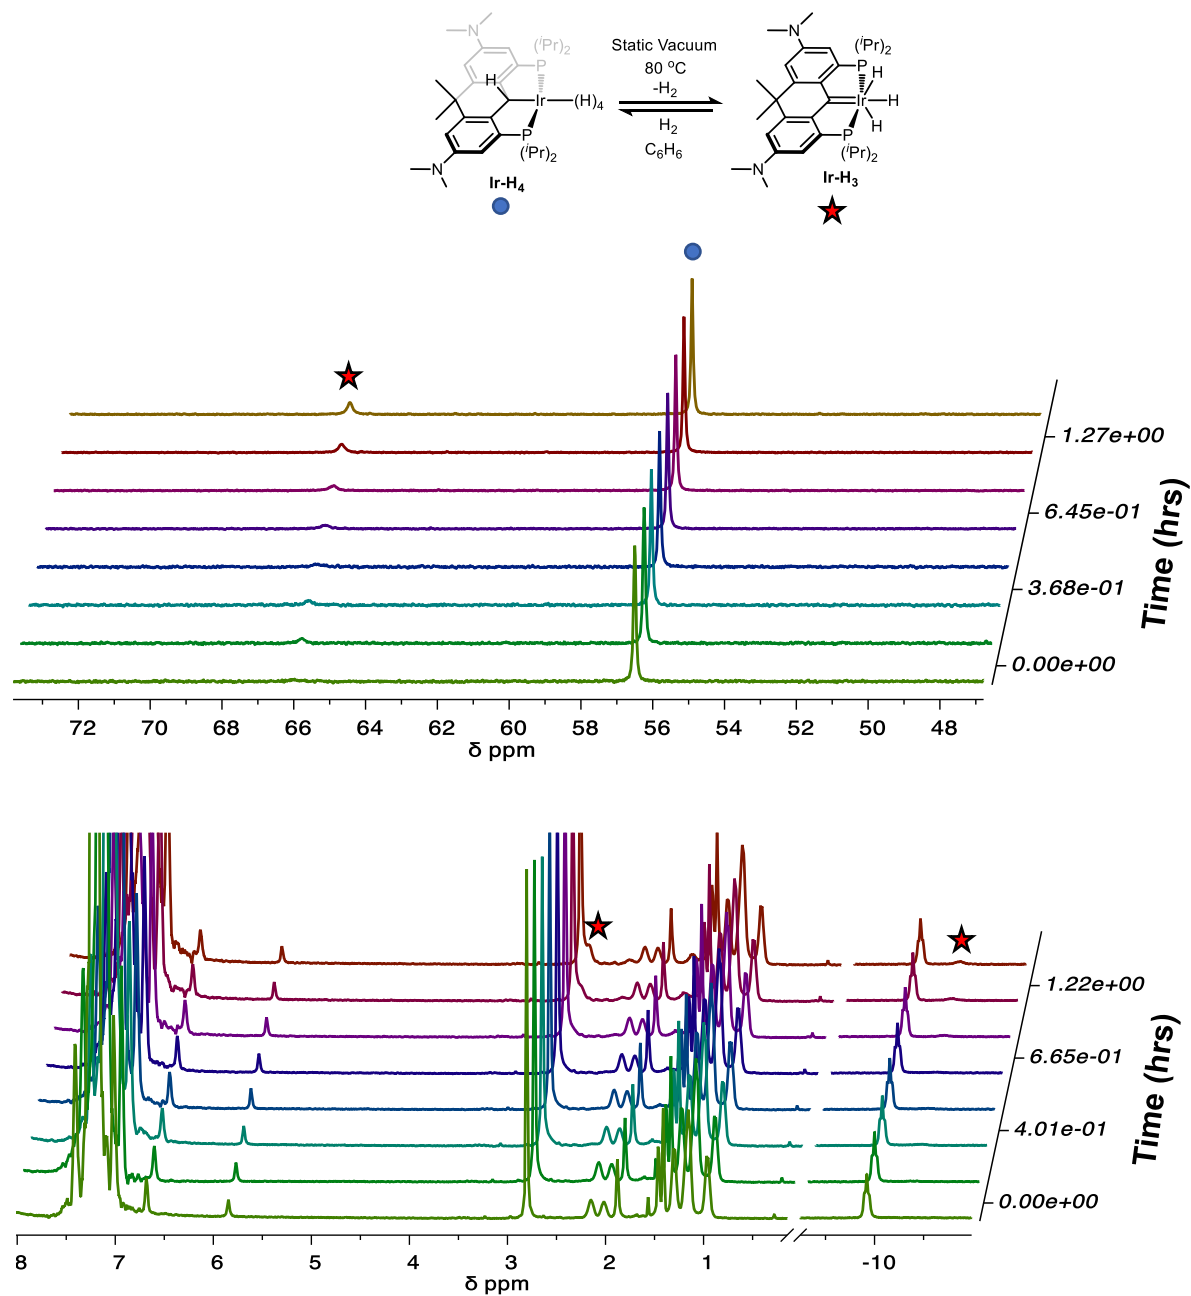 N
N
(ⁱPr)₂
(ⁱPr)₂
Static Vacuum
P
P
80 ᵒC
H
H
-H₂
Ir
(H)₄
Ir
H
H₂
H
P
P
C₆H₆
(ⁱPr)₂
(ⁱPr)₂
N
N
Ir-H₄
Ir-H₃
1.27e+00
6.45e-01
3.68e-01
0.00e+00
Time (hrs)
72 70 68 66 64 62 60 58 56 54 52 50 48
δ ppm
1.22e+00
6.65e-01
4.01e-01
0.00e+00
Time (hrs)
8 7 6 5 4 3 2 1 -10
δ ppm